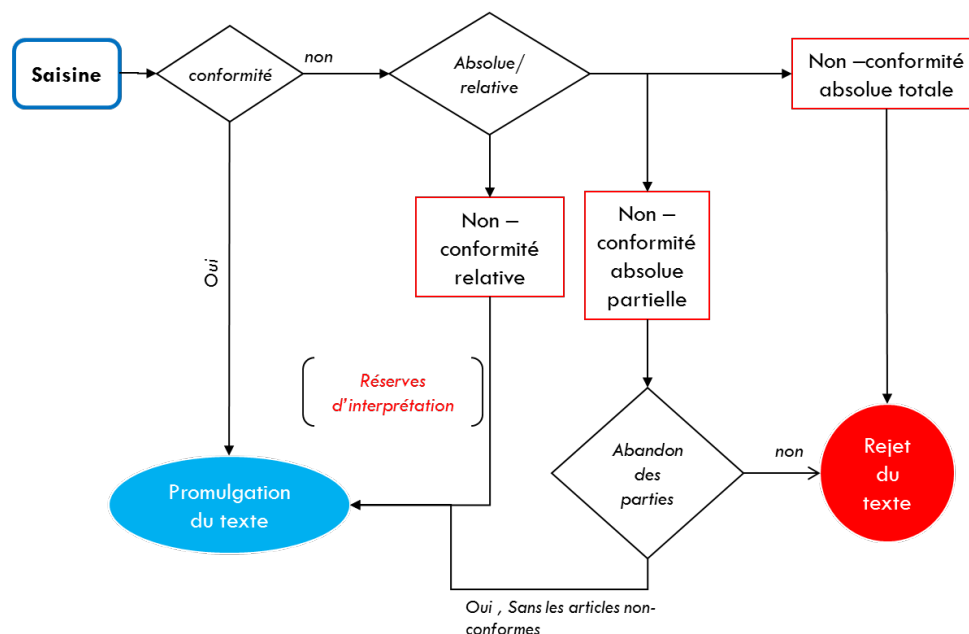 Saisine
conformité
non
Absolue/
relative
Non –conformité
absolue totale
Oui
Non –
conformité
relative
Non –
conformité
absolue
partielle
Réserves
d'interprétation
Abandon
des
parties
non
Rejet
du
texte
Promulgation
du texte
Oui , Sans les articles non-
conformes